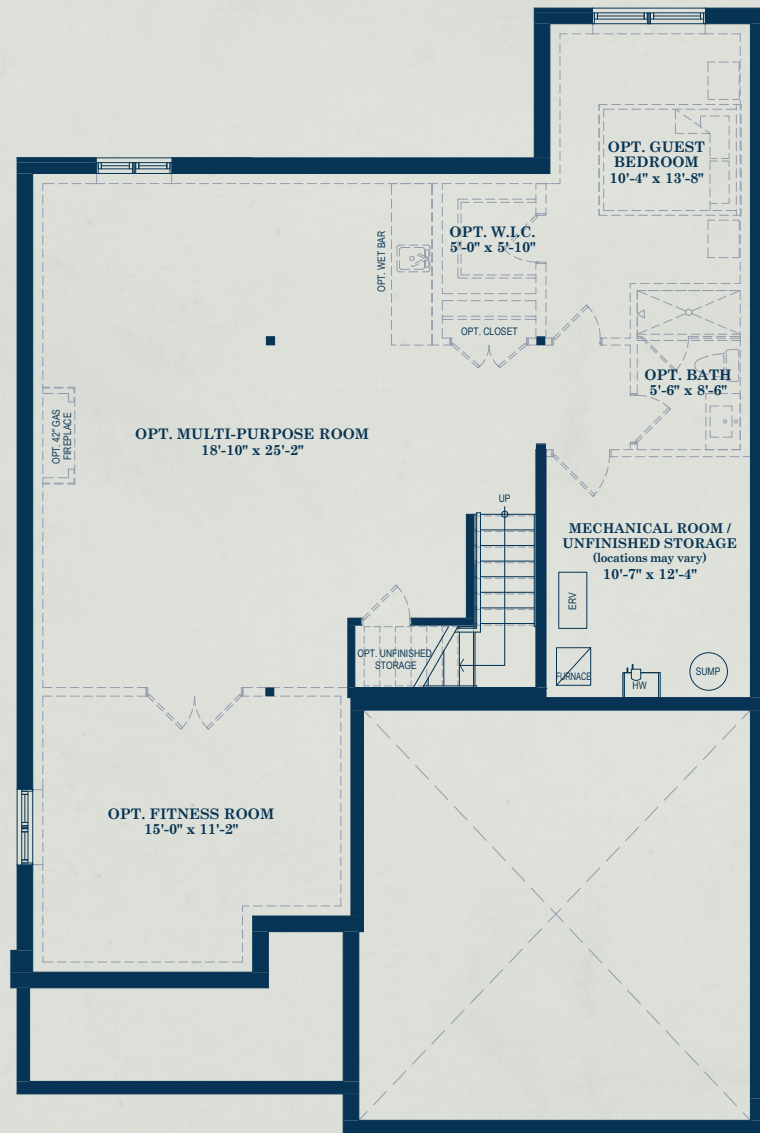 OPT. GUEST
BEDROOM
10'-4" x 13'-8"
OPT. W.I.C.
5'-0" x 5'-10"
OPT. WET BAR
OPT. CLOSET
OPT. BATH
5'-6" x 8'-6"
OPT. 42" GAS
FIREPLACE
OPT. MULTI-PURPOSE ROOM
18'-10" x 25'-2"
UP
MECHANICAL ROOM /
UNFINISHED STORAGE
(locations may vary)
10'-7" x 12'-4"
ERV
OPT. UNFINISHED
STORAGE
FURNACE
HW
SUMP
OPT. FITNESS ROOM
15'-0" x 11'-2"